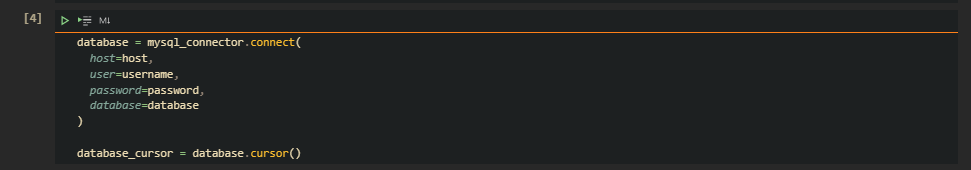 [4]
M↓
database = mysql_connector.connect(
  host=host,
  user=username,
  password=password,
  database=database
)

database_cursor = database.cursor()